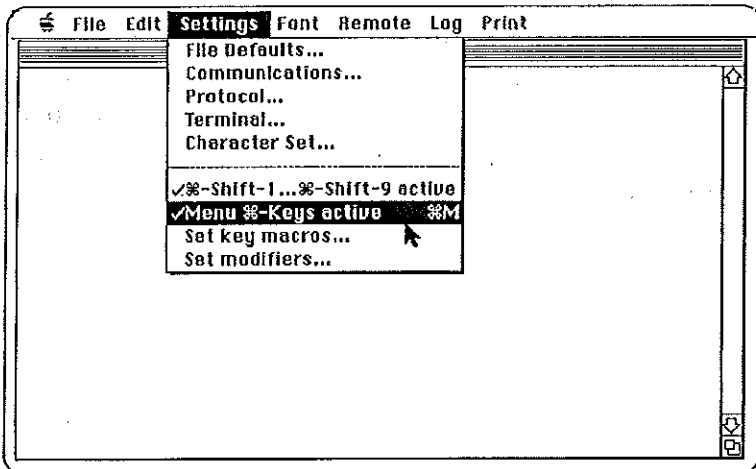 File Edit Settings Font Remote Log Print
File Defaults...
Communications...
Protocol...
Terminal...
Character Set...
✓⌘-Shift-1...⌘-Shift-9 active
✓Menu ⌘-Keys active ⌘M
Set key macros...
Set modifiers...